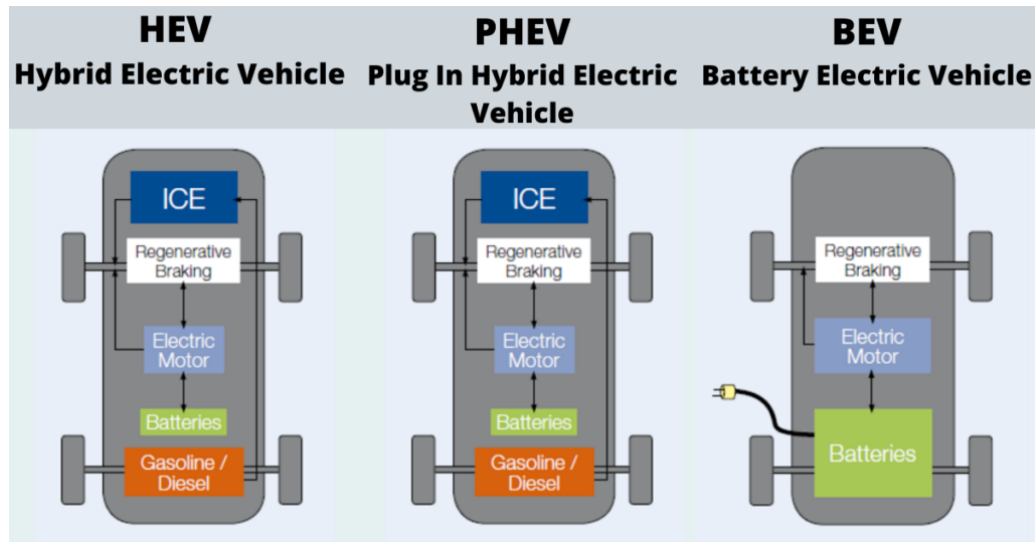 HEV
Hybrid Electric Vehicle
ICE
Regenerative
Braking
Electric
Motor
Batteries
Gasoline /
Diesel
PHEV
Plug In Hybrid Electric
Vehicle
ICE
Regenerative
Braking
Electric
Motor
Batteries
Gasoline /
Diesel
BEV
Battery Electric Vehicle
Regenerative
Braking
Electric
Motor
Batteries